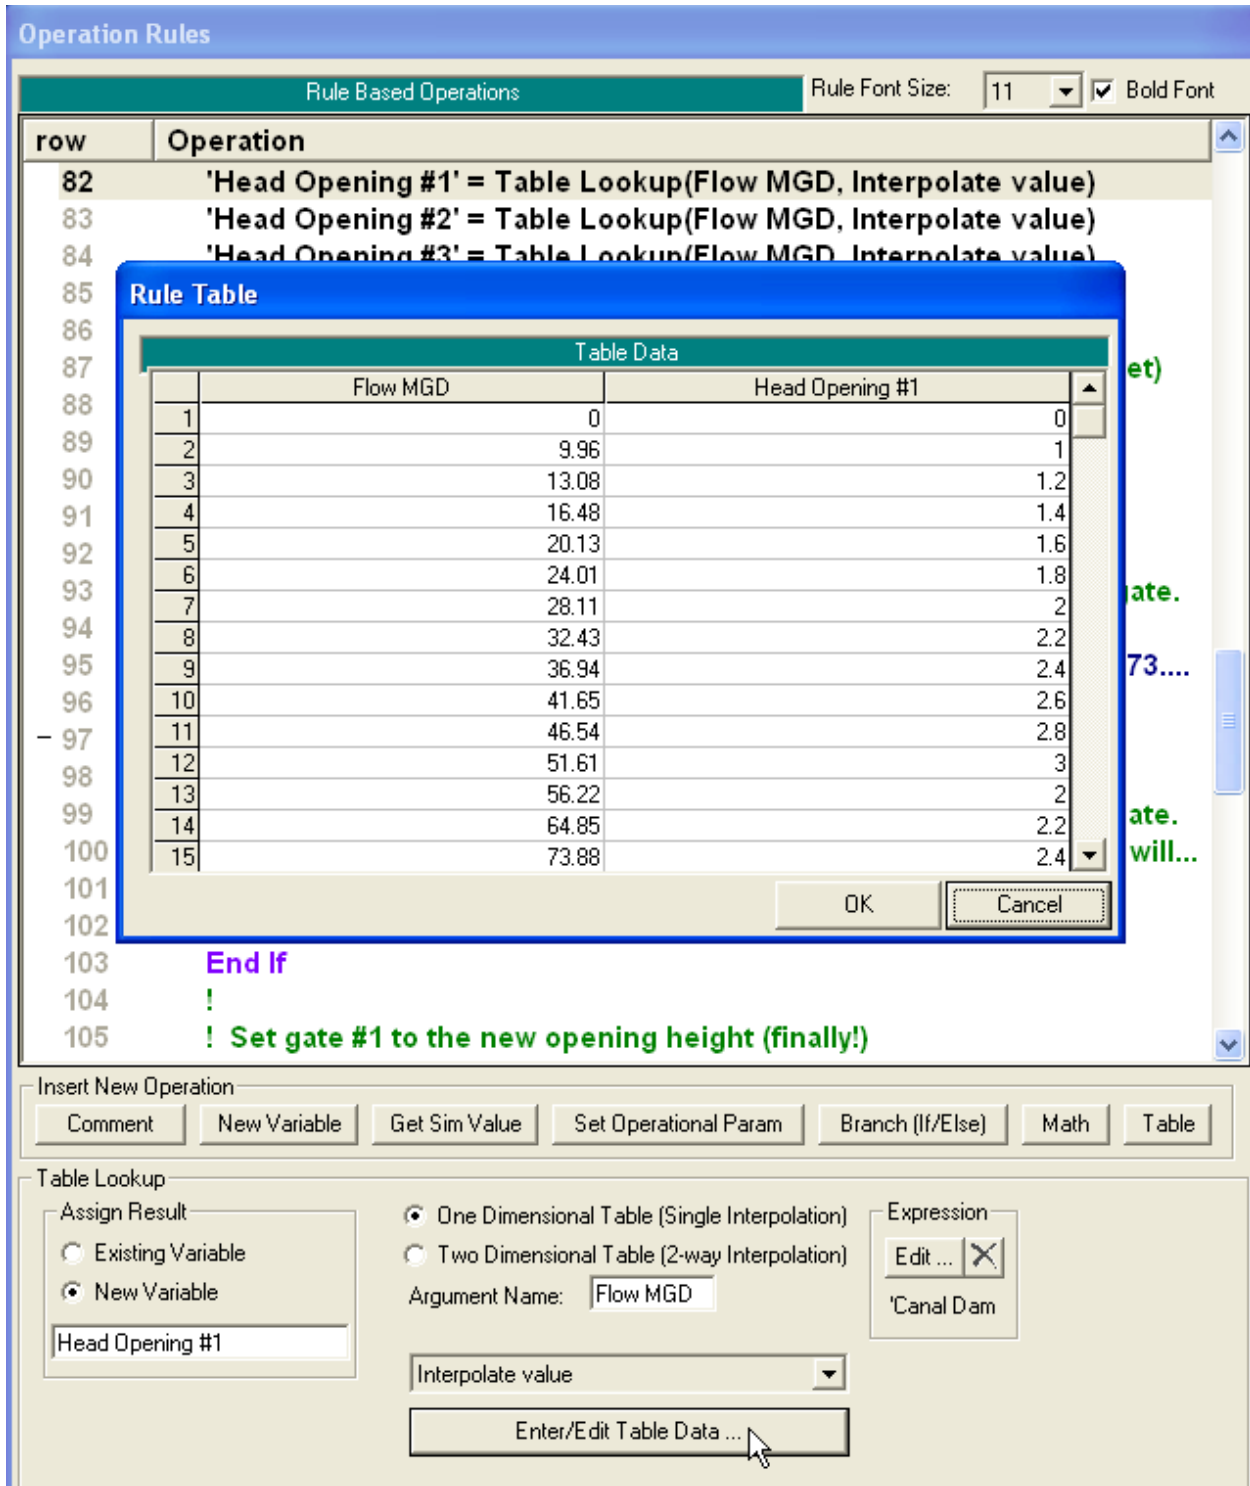 Operation Rules
Rule Based Operations Rule Font Size: 11 Bold Font
row Operation
82 'Head Opening #1' = Table Lookup(Flow MGD, Interpolate value)
83 'Head Opening #2' = Table Lookup(Flow MGD, Interpolate value)
84 'Head Opening #3' = Table Lookup(Flow MGD, Interpolate value)
85
Rule Table
86
Table Data
87 et)
Flow MGD Head Opening #1
88
1 0 0
89
2 9.96 1
90
3 13.08 1.2
91
4 16.48 1.4
92
5 20.13 1.6
6 24.01 1.8
93 gate.
7 28.11 2
94
8 32.43 2.2
95 73....
9 36.94 2.4
96
10 41.65 2.6
97
11 46.54 2.8
12 51.61 3
98
13 56.22 2
99 ate.
14 64.85 2.2
100 will...
15 73.88 2.4
101
OK Cancel
102
103 End If
104 !
105 ! Set gate #1 to the new opening height (finally!)
Insert New Operation
Comment New Variable Get Sim Value Set Operational Param Branch (If/Else) Math Table
Table Lookup
Assign Result
Existing Variable
New Variable
Head Opening #1
One Dimensional Table (Single Interpolation)
Two Dimensional Table (2-way Interpolation)
Argument Name: Flow MGD
Interpolate value
Enter/Edit Table Data ...
Expression
Edit ...
'Canal Dam